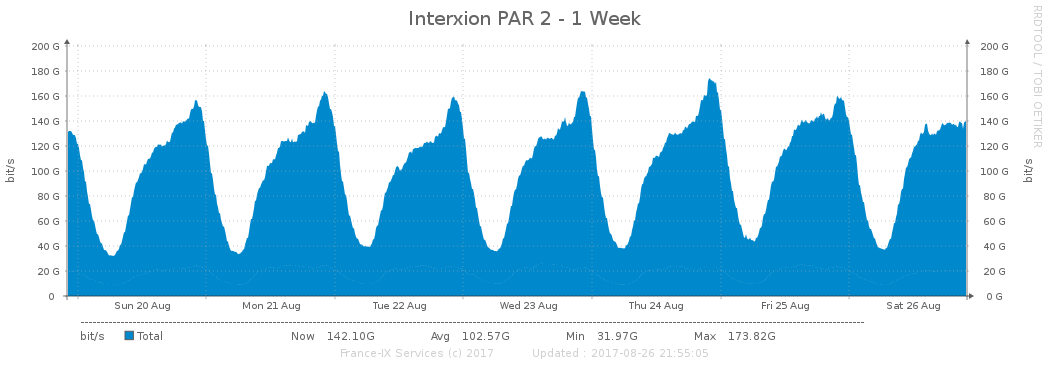 Interxion PAR 2 - 1 Week
RRDTOOL / TOBI OETIKER
200 G 200 G
180 G 180 G
160 G 160 G
140 G 140 G
120 G 120 G
100 G 100 G
80 G 80 G
60 G 60 G
40 G 40 G
20 G 20 G
0 0 G
bit/s bit/s
Sun 20 Aug Mon 21 Aug Tue 22 Aug Wed 23 Aug Thu 24 Aug Fri 25 Aug Sat 26 Aug
bit/s Total Now 142.10G Avg 102.57G Min 31.97G Max 173.82G
France-IX Services (c) 2017 Updated : 2017-08-26 21:55:05